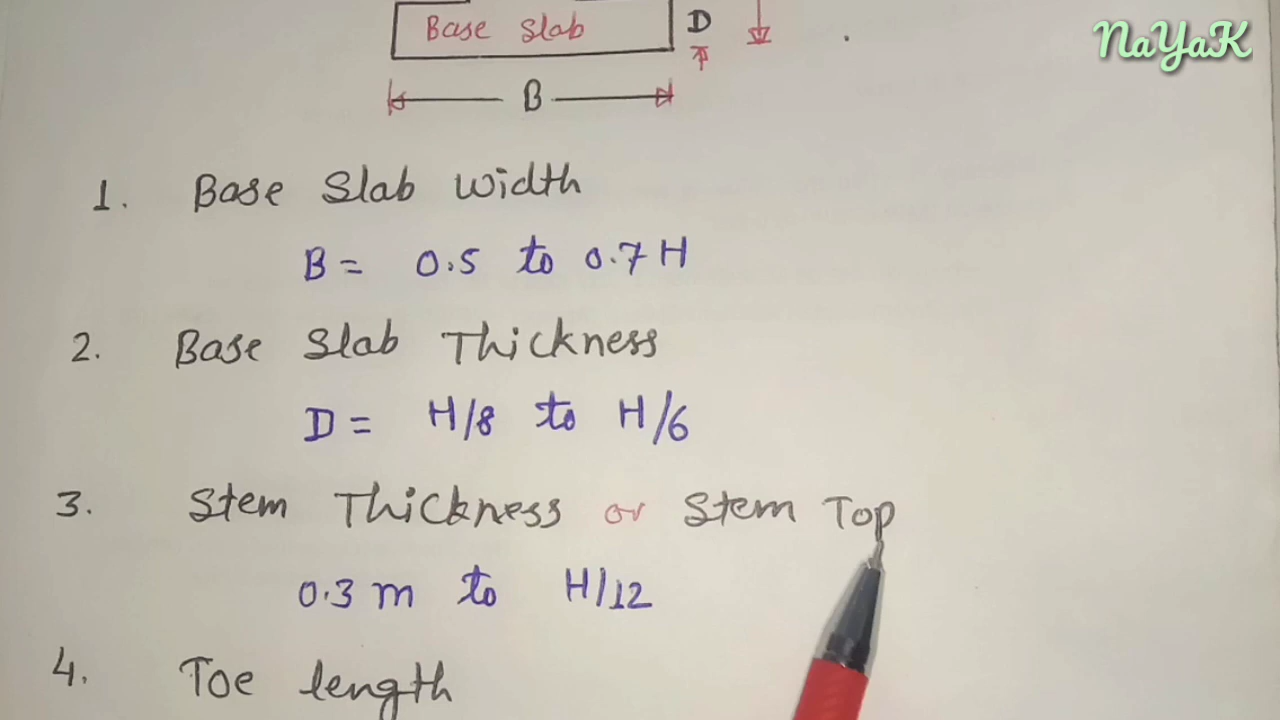 Base Slab D
NaYaK
B
1. Base Slab Width
B = 0.5 to 0.7 H
2. Base Slab Thickness
D = H/8 to H/6
3. Stem Thickness or Stem Top
0.3 m to H/12
4. Toe length